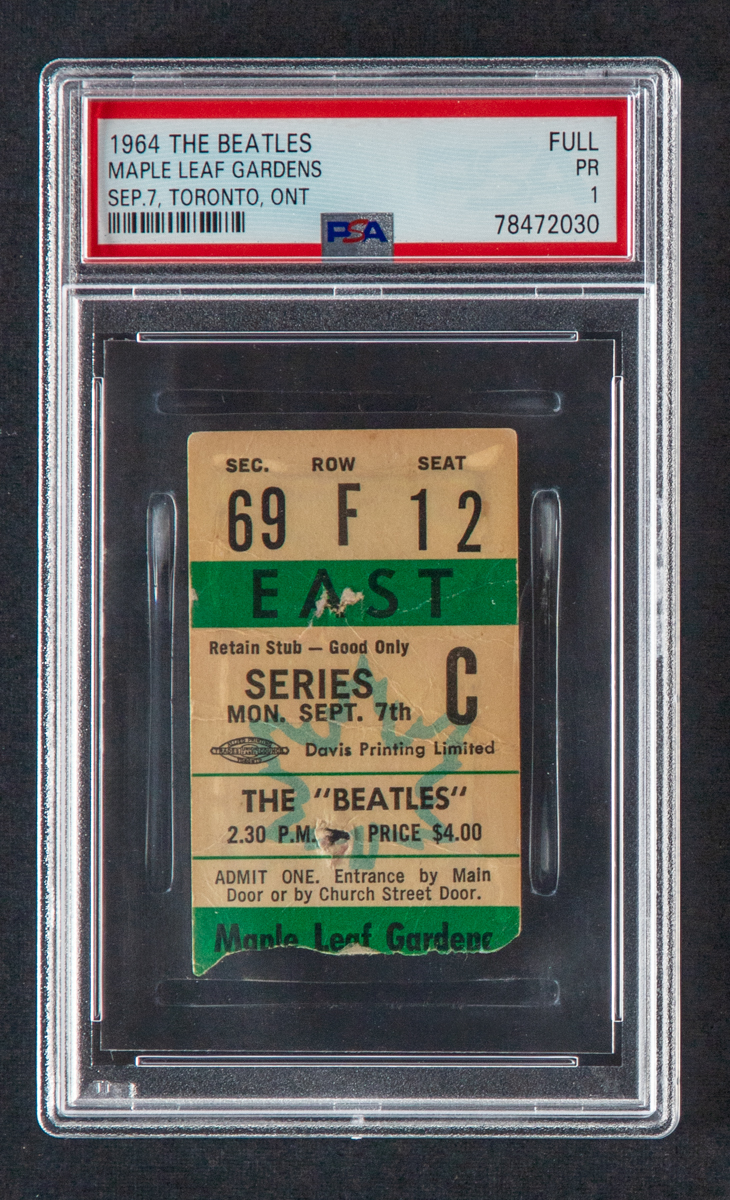 1964 THE BEATLES FULL
MAPLE LEAF GARDENS PR
SEP.7, TORONTO, ONT 1
PSA 78472030
SEC. ROW SEAT
69 F 12
EAST
Retain Stub — Good Only
SERIES C
MON. SEPT. 7th
Davis Printing Limited
THE "BEATLES"
2.30 P.M. PRICE $4.00
ADMIT ONE. Entrance by Main
Door or by Church Street Door.
Maple Leaf Gardens